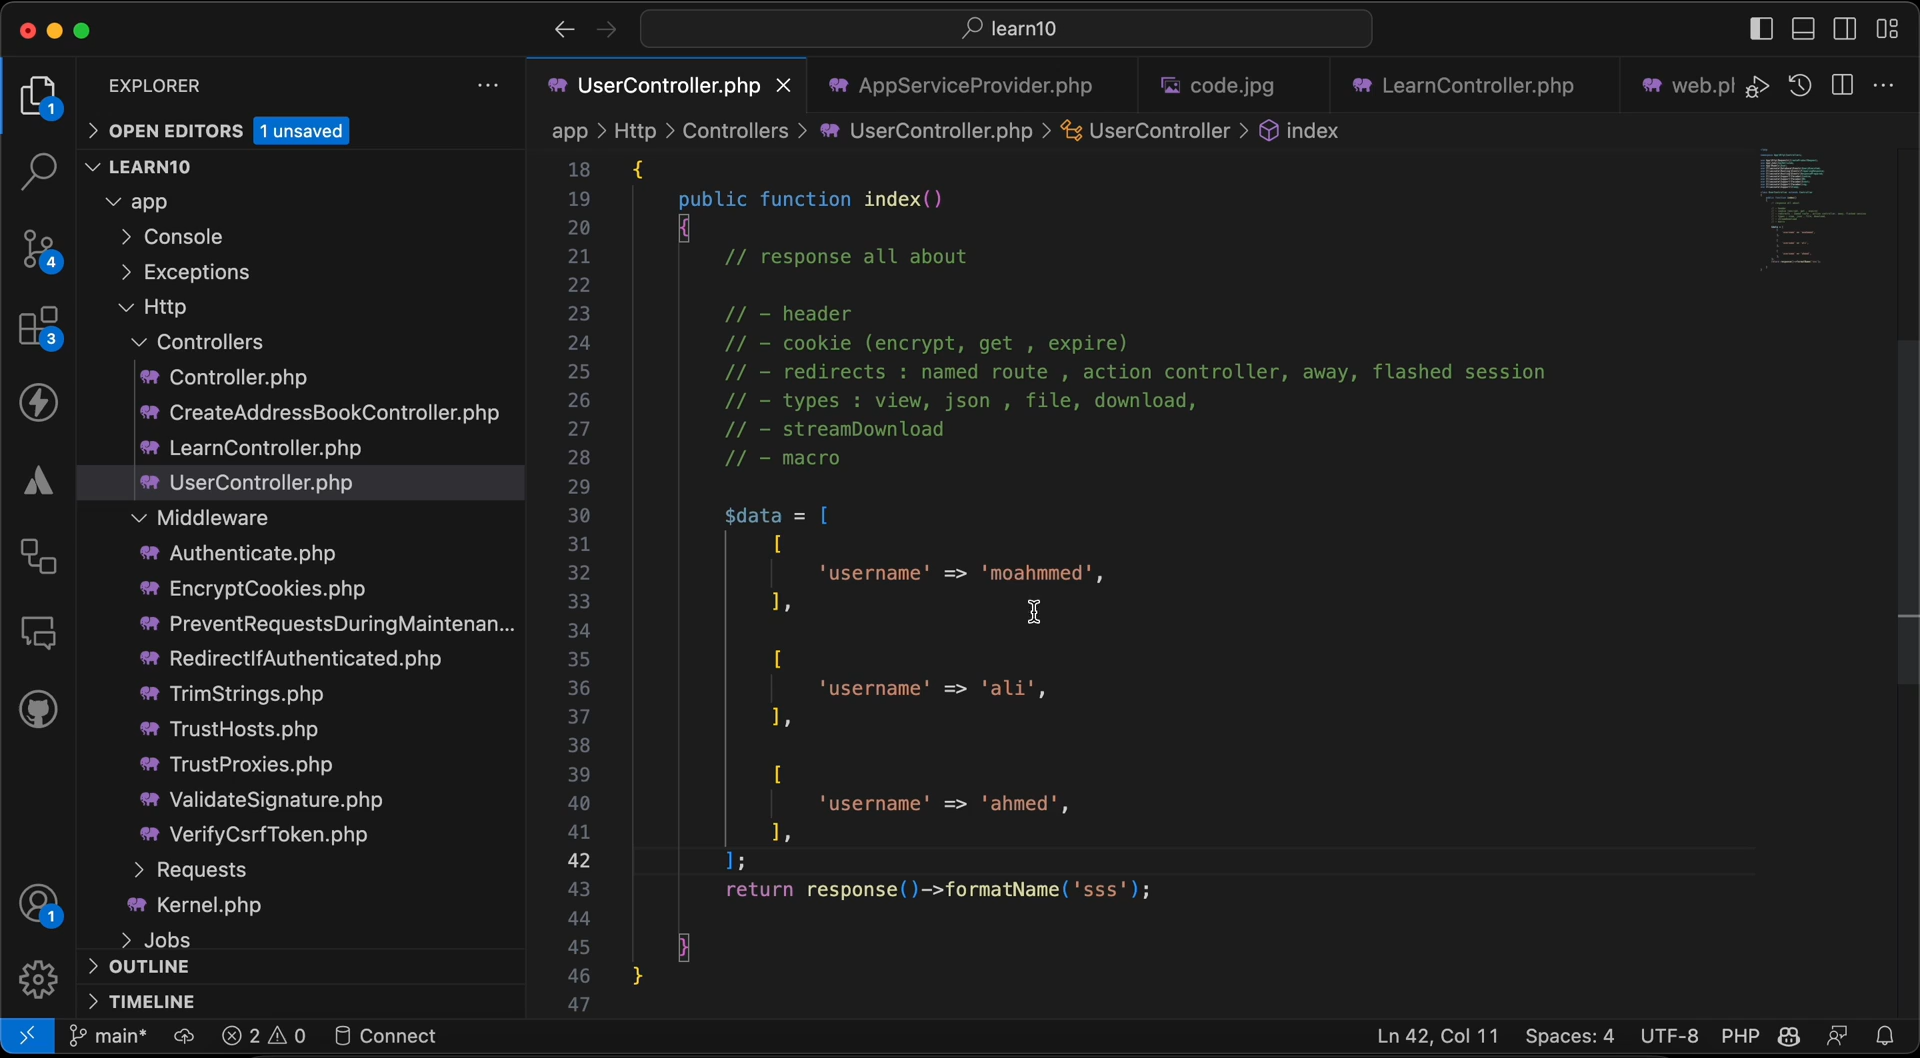 learn10
EXPLORER
OPEN EDITORS 1 unsaved
LEARN10
app
Console
Exceptions
Http
Controllers
Controller.php
CreateAddressBookController.php
LearnController.php
UserController.php
Middleware
Authenticate.php
EncryptCookies.php
PreventRequestsDuringMaintenan...
RedirectIfAuthenticated.php
TrimStrings.php
TrustHosts.php
TrustProxies.php
ValidateSignature.php
VerifyCsrfToken.php
Requests
Kernel.php
Jobs
OUTLINE
TIMELINE
1
4
3
1
UserController.php AppServiceProvider.php code.jpg LearnController.php web.pl
app > Http > Controllers > UserController.php > UserController > index
18 {
19 public function index()
20 {
21 // response all about
22
23 // - header
24 // - cookie (encrypt, get , expire)
25 // - redirects : named route , action controller, away, flashed session
26 // - types : view, json , file, download,
27 // - streamDownload
28 // - macro
29
30 $data = [
31 [
32 'username' => 'moahmmed',
33 ],
34
35 [
36 'username' => 'ali',
37 ],
38
39 [
40 'username' => 'ahmed',
41 ],
42 ];
43 return response()->formatName('sss');
44
45 }
46 }
47
main* 2 0 Connect Ln 42, Col 11 Spaces: 4 UTF-8 PHP